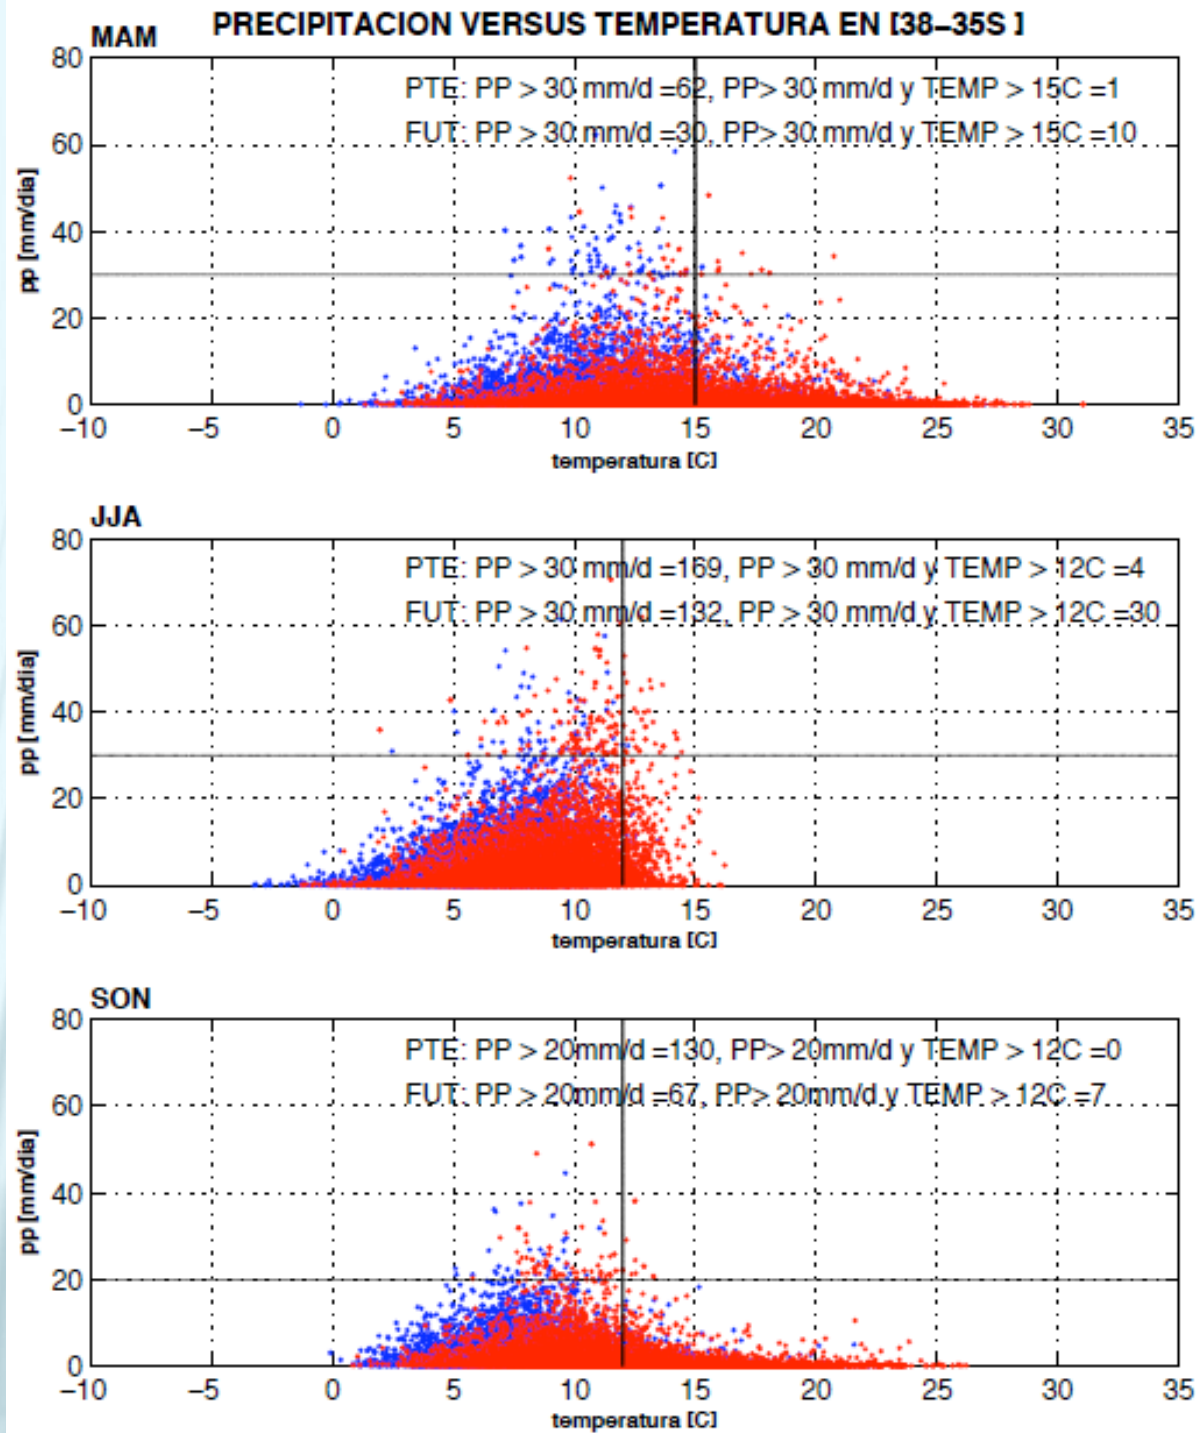 PRECIPITACION VERSUS TEMPERATURA EN [38–35S ]
MAM
PTE: PP > 30 mm/d =62, PP> 30 mm/d y TEMP > 15C =1
FUT: PP > 30 mm/d =30, PP> 30 mm/d y TEMP > 15C =10
80
60
40
20
0
pp [mm/dia]
–10 –5 0 5 10 15 20 25 30 35
temperatura [C]
JJA
PTE: PP > 30 mm/d =169, PP > 30 mm/d y TEMP > 12C =4
FUT: PP > 30 mm/d =132, PP > 30 mm/d y TEMP > 12C =30
80
60
40
20
0
pp [mm/dia]
–10 –5 0 5 10 15 20 25 30 35
temperatura [C]
SON
PTE: PP > 20mm/d =130, PP> 20mm/d y TEMP > 12C =0
FUT: PP > 20mm/d =67, PP> 20mm/d y TEMP > 12C =7
80
60
40
20
0
pp [mm/dia]
–10 –5 0 5 10 15 20 25 30 35
temperatura [C]